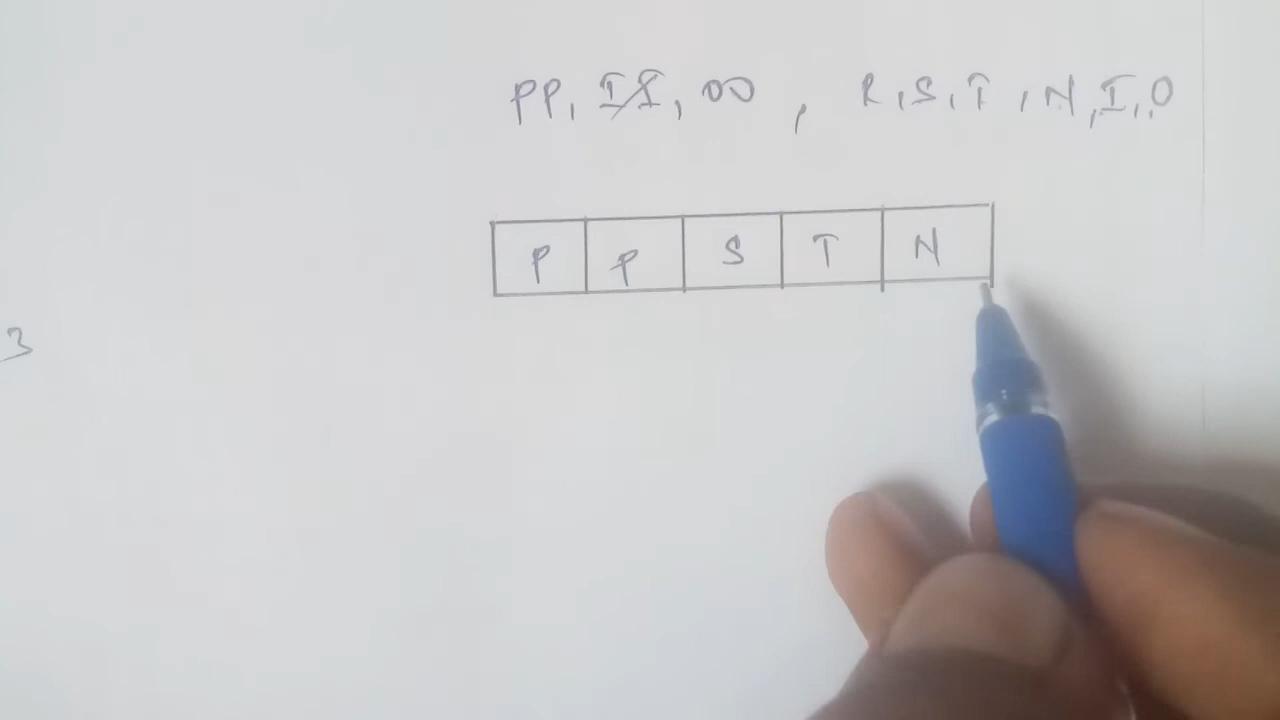 PP, II, OO , R, S, T, N, I, O
P P S T N
3